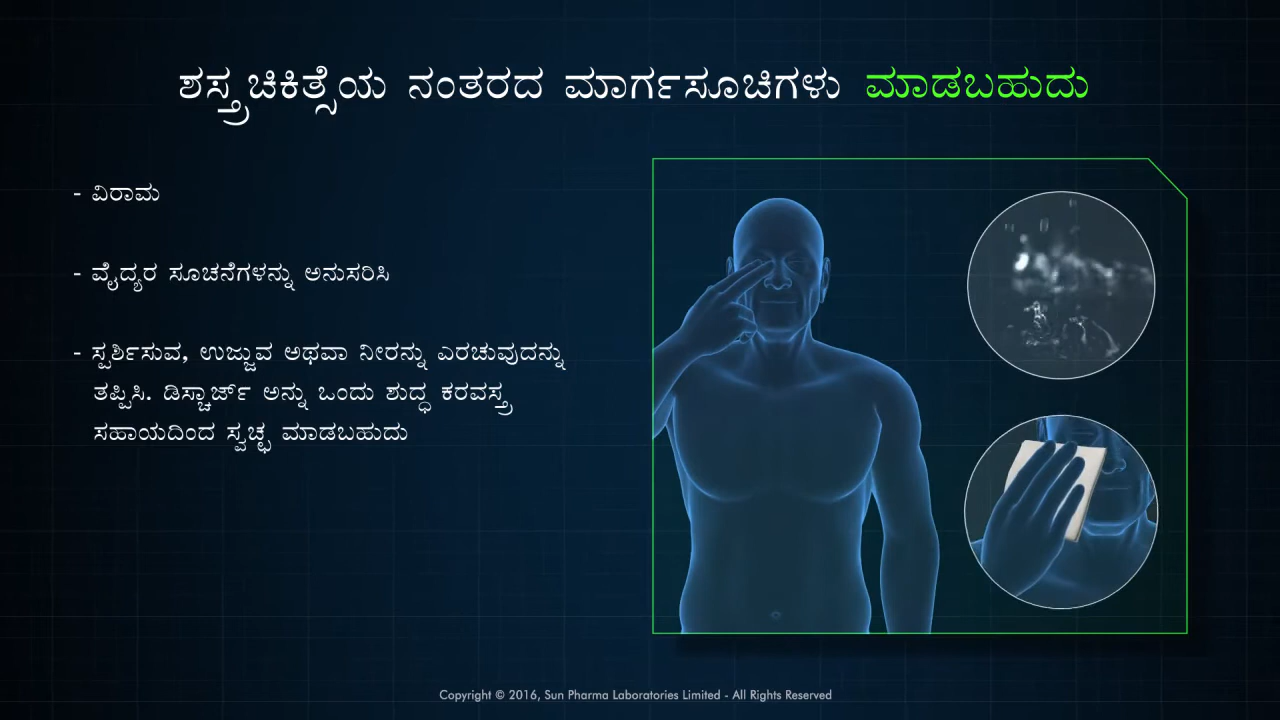 ಶಸ್ತ್ರಚಿಕಿತ್ಸೆಯ ನಂತರದ ಮಾರ್ಗಸೂಚಿಗಳು ಮಾಡಬಹುದು
- ವಿರಾಮ
- ವೈದ್ಯರ ಸೂಚನೆಗಳನ್ನು ಅನುಸರಿಸಿ
- ಸ್ಪರ್ಶಿಸುವ, ಉಜ್ಜುವ ಅಥವಾ ನೀರನ್ನು ಎರಚುವುದನ್ನು
ತಪ್ಪಿಸಿ. ಡಿಸ್ಚಾರ್ಜ್ ಅನ್ನು ಒಂದು ಶುದ್ಧ ಕರವಸ್ತ್ರ
ಸಹಾಯದಿಂದ ಸ್ವಚ್ಛ ಮಾಡಬಹುದು
Copyright © 2016, Sun Pharma Laboratories Limited - All Rights Reserved